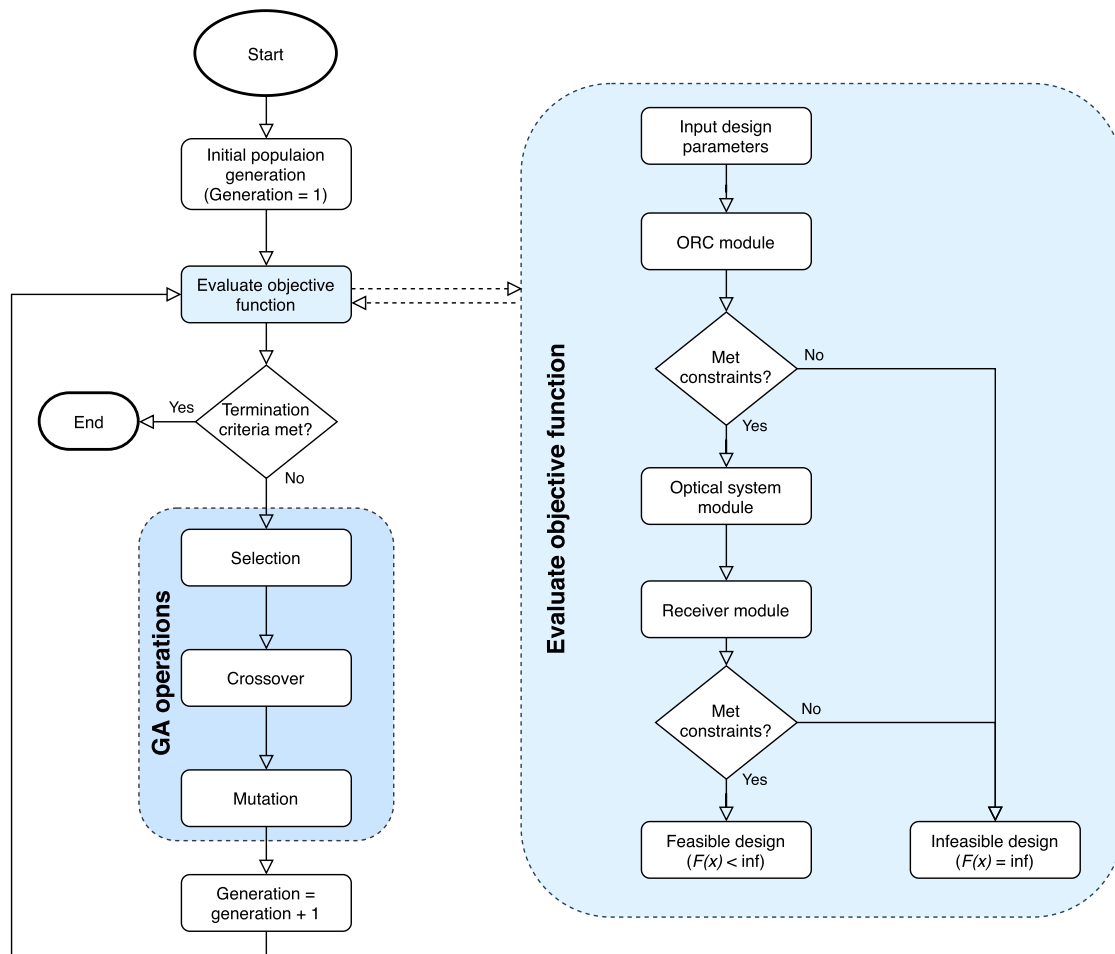 Start
Initial populaion
generation
(Generation = 1)
Evaluate objective
function
Termination
criteria met?
Yes
End
No
GA operations
Selection
Crossover
Mutation
Generation =
generation + 1
Evaluate objective function
Input design
parameters
ORC module
Met
constraints?
No
Yes
Optical system
module
Receiver module
Met
constraints?
No
Yes
Feasible design
(F(x) < inf)
Infeasible design
(F(x) = inf)